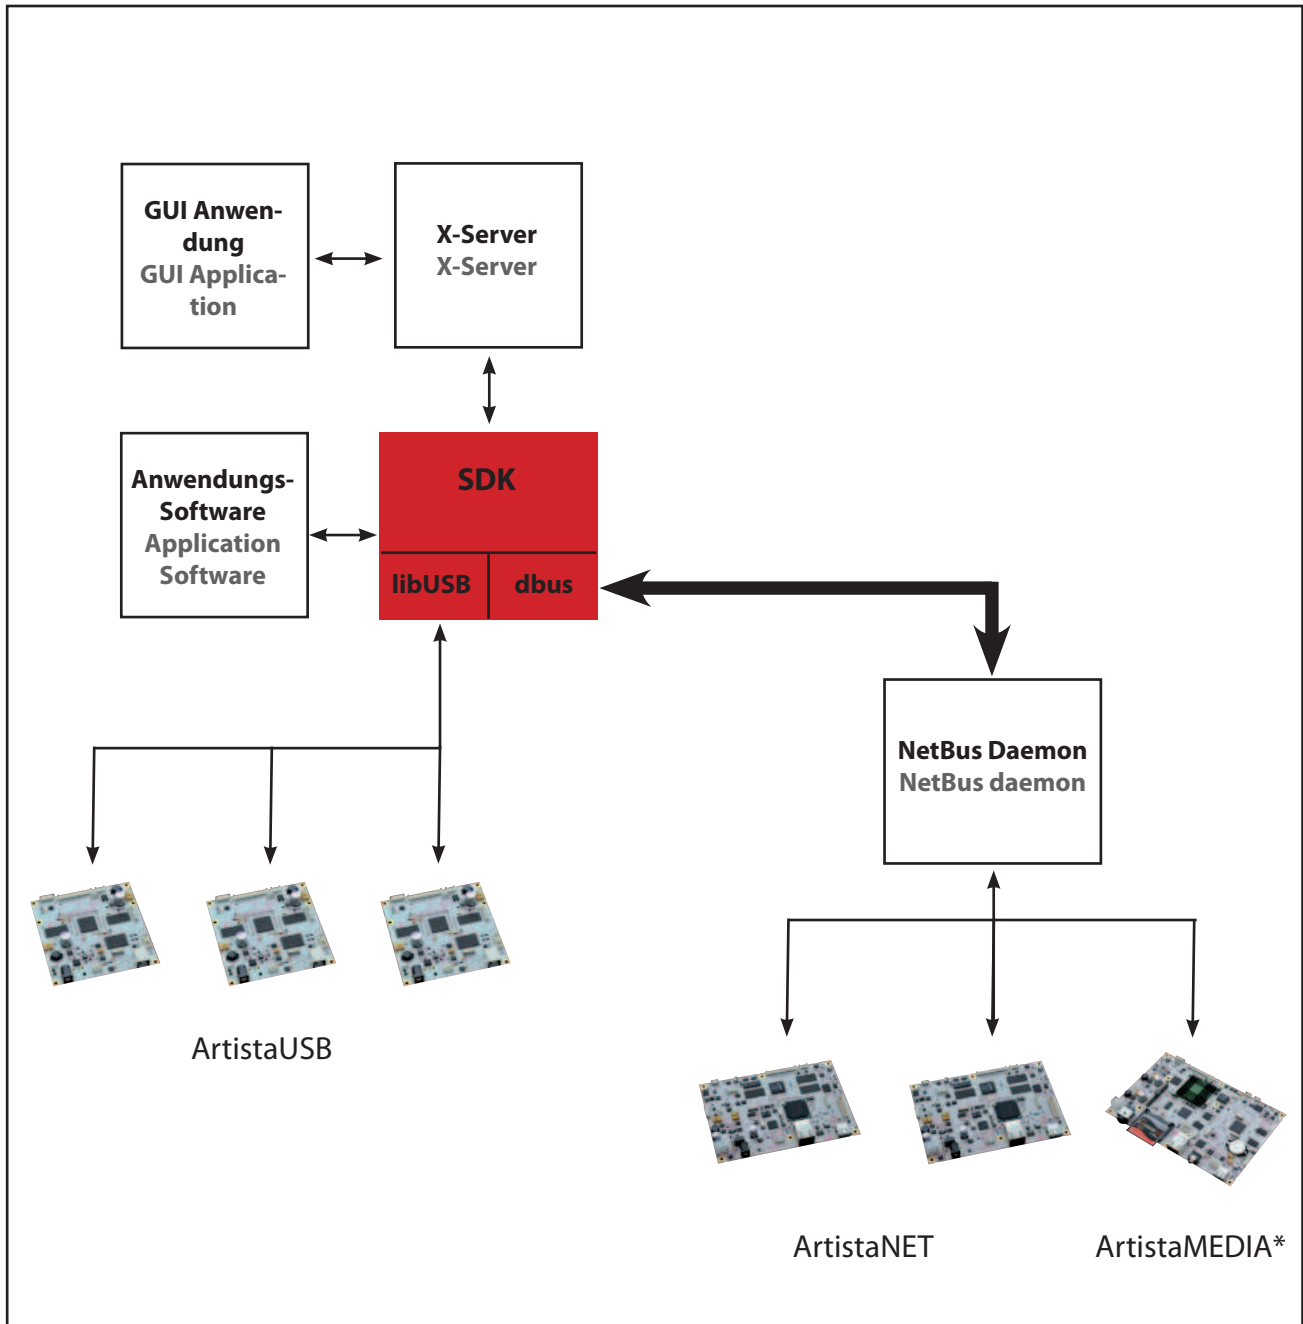 GUI Anwen-
dung
GUI Applica-
tion
X-Server
X-Server
Anwendungs-
Software
Application
Software
SDK
libUSB
dbus
NetBus Daemon
NetBus daemon
ArtistaUSB
ArtistaNET
ArtistaMEDIA*